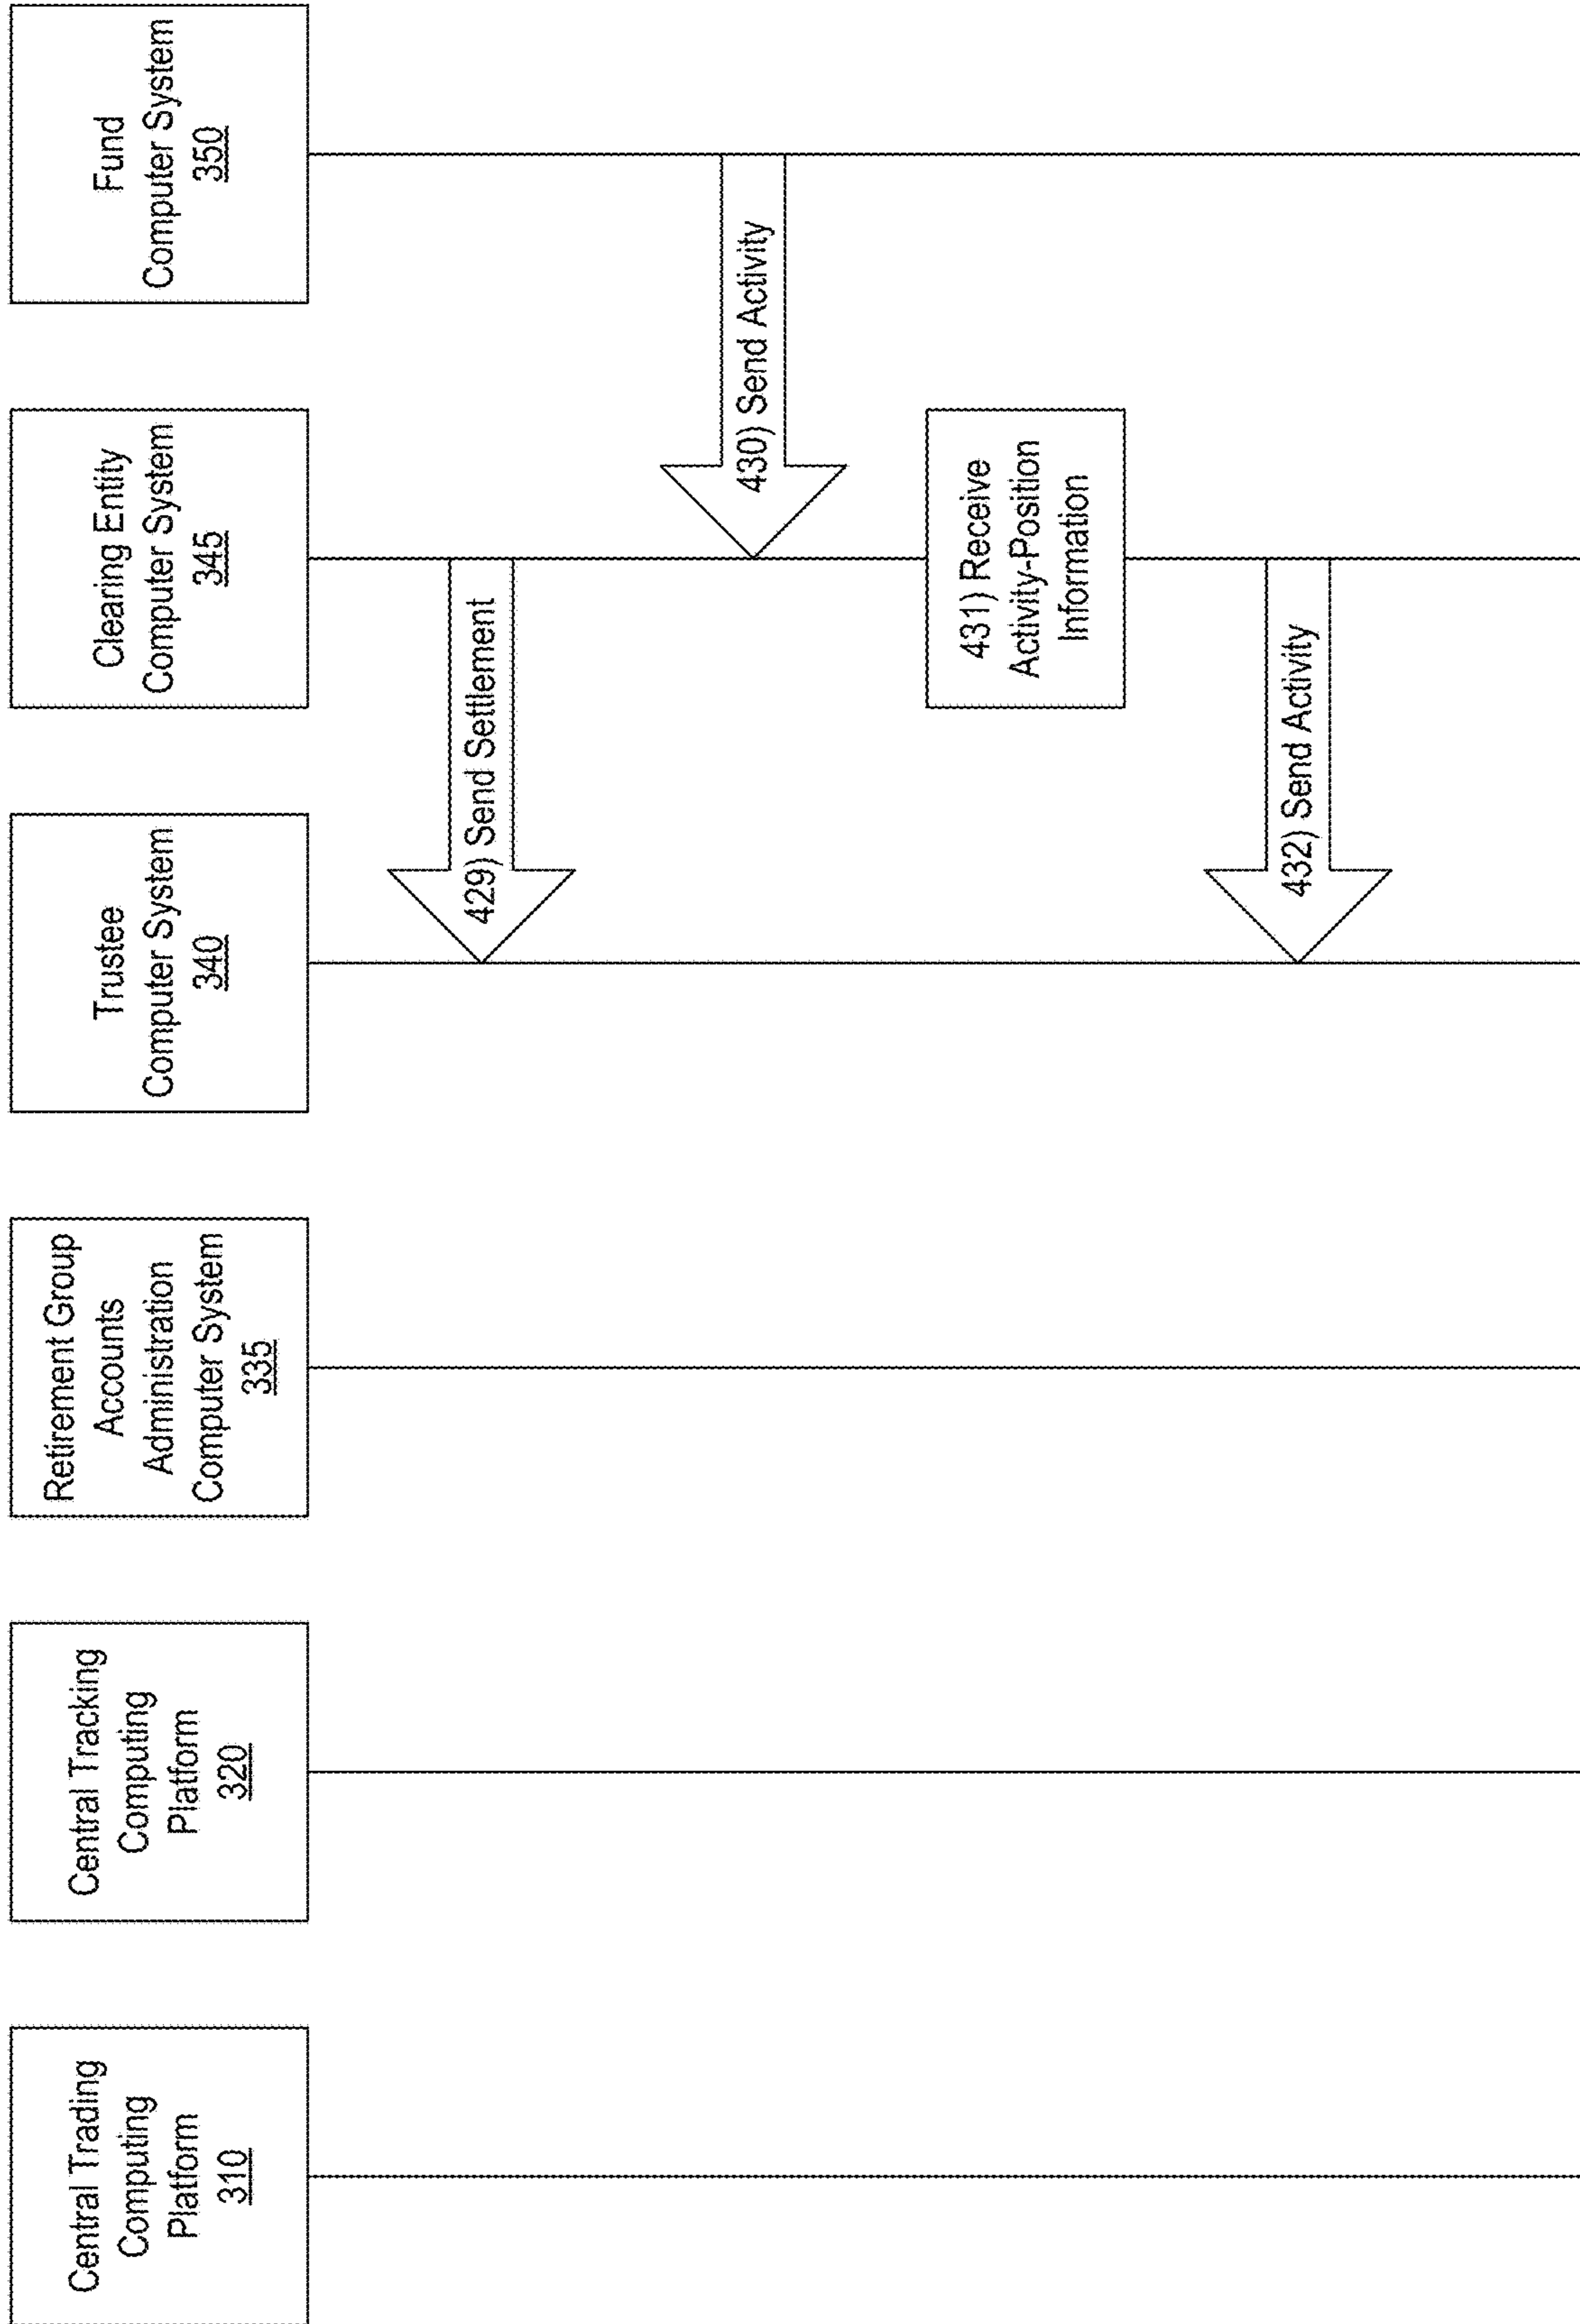 Central Trading
Computing
Platform
310
Central Tracking
Computing
Platform
320
Retirement Group
Accounts
Administration
Computer System
335
Trustee
Computer System
340
Clearing Entity
Computer System
345
Fund
Computer System
350
429) Send Settlement
430) Send Activity
431) Receive
Activity-Position
Information
432) Send Activity